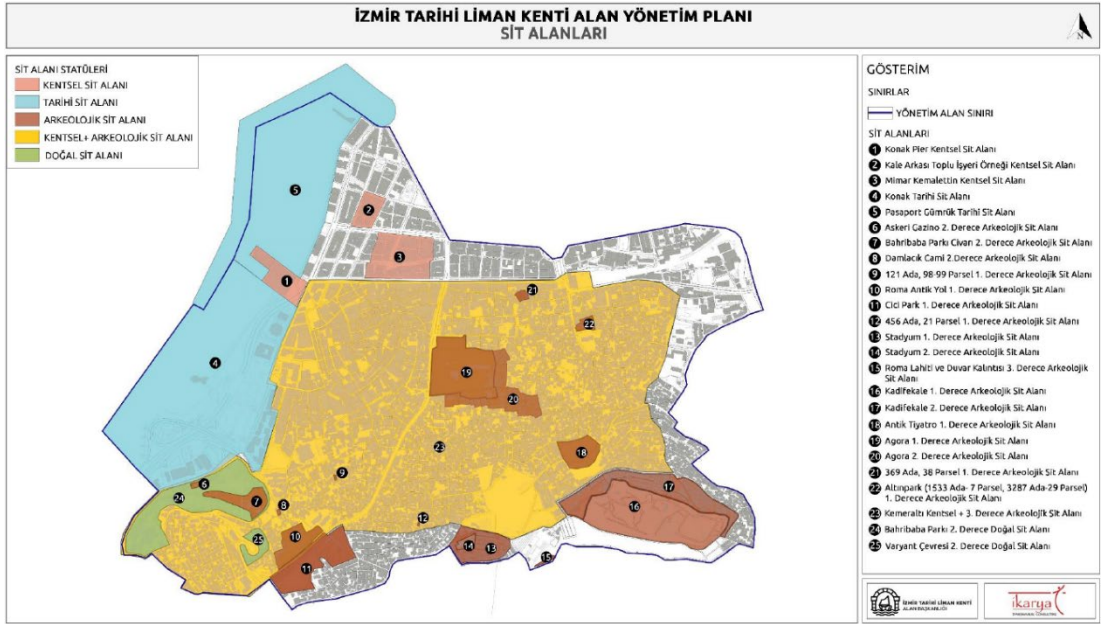 İZMİR TARİHİ LİMAN KENTİ ALAN YÖNETİM PLANI
SİT ALANLARI
N
SİT ALANI STATÜLERİ
KENTSEL SİT ALANI
TARİHİ SİT ALANI
ARKEOLOJİK SİT ALANI
KENTSEL+ ARKEOLOJİK SİT ALANI
DOĞAL SİT ALANI
5
2
3
1
21
22
4
19
20
23
18
9
17
6
24
7
8
16
12
25
10
14
13
11
15
GÖSTERİM
SINIRLAR
YÖNETİM ALAN SINIRI
SİT ALANLARI
1 Konak Pier Kentsel Sit Alanı
2 Kale Arkası Toplu İşyeri Örneği Kentsel Sit Alanı
3 Mimar Kemalettin Kentsel Sit Alanı
4 Konak Tarihi Sit Alanı
5 Pasaport Gümrük Tarihi Sit Alanı
6 Askeri Gazino 2. Derece Arkeolojik Sit Alanı
7 Bahribaba Parkı Civarı 2. Derece Arkeolojik Sit Alanı
8 Damlacık Cami 2.Derece Arkeolojik Sit Alanı
9 121 Ada, 98-99 Parsel 1. Derece Arkeolojik Sit Alanı
10 Roma Antik Yol 1. Derece Arkeolojik Sit Alanı
11 Cici Park 1. Derece Arkeolojik Sit Alanı
12 456 Ada, 21 Parsel 1. Derece Arkeolojik Sit Alanı
13 Stadyum 1. Derece Arkeolojik Sit Alanı
14 Stadyum 2. Derece Arkeolojik Sit Alanı
15 Roma Lahiti ve Duvar Kalıntısı 3. Derece Arkeolojik
Sit Alanı
16 Kadifekale 1. Derece Arkeolojik Sit Alanı
17 Kadifekale 2. Derece Arkeolojik Sit Alanı
18 Antik Tiyatro 1. Derece Arkeolojik Sit Alanı
19 Agora 1. Derece Arkeolojik Sit Alanı
20 Agora 2. Derece Arkeolojik Sit Alanı
21 369 Ada, 38 Parsel 1. Derece Arkeolojik Sit Alanı
22 Altınpark (1533 Ada- 7 Parsel, 3287 Ada-29 Parsel)
1. Derece Arkeolojik Sit Alanı
23 Kemeraltı Kentsel + 3. Derece Arkeolojik Sit Alanı
24 Bahribaba Parkı 2. Derece Doğal Sit Alanı
25 Varyant Çevresi 2. Derece Doğal Sit Alanı
İZMİR TARİHİ LİMAN KENTİ
ALAN BAŞKANLIĞI
ikarya